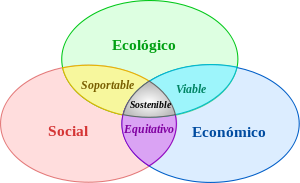 Ecológico
Soportable
Viable
Sostenible
Social
Equitativo
Económico